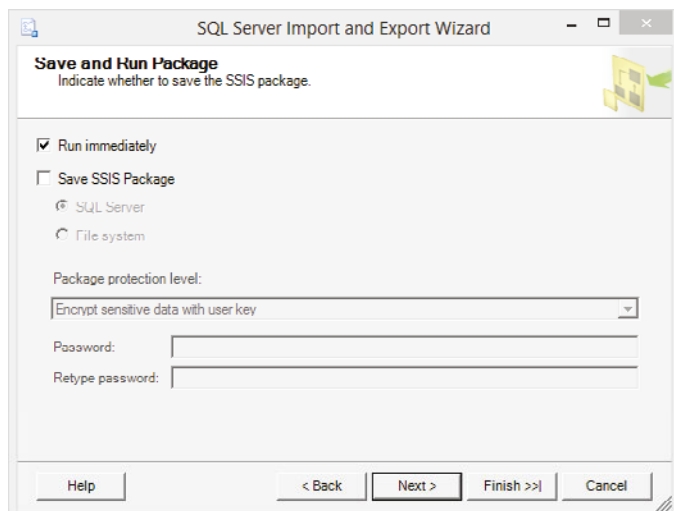 SQL Server Import and Export Wizard
Save and Run Package
Indicate whether to save the SSIS package.
Run immediately
Save SSIS Package
SQL Server
File system
Package protection level:
Encrypt sensitive data with user key
Password:
Retype password:
Help
< Back
Next >
Finish >>|
Cancel